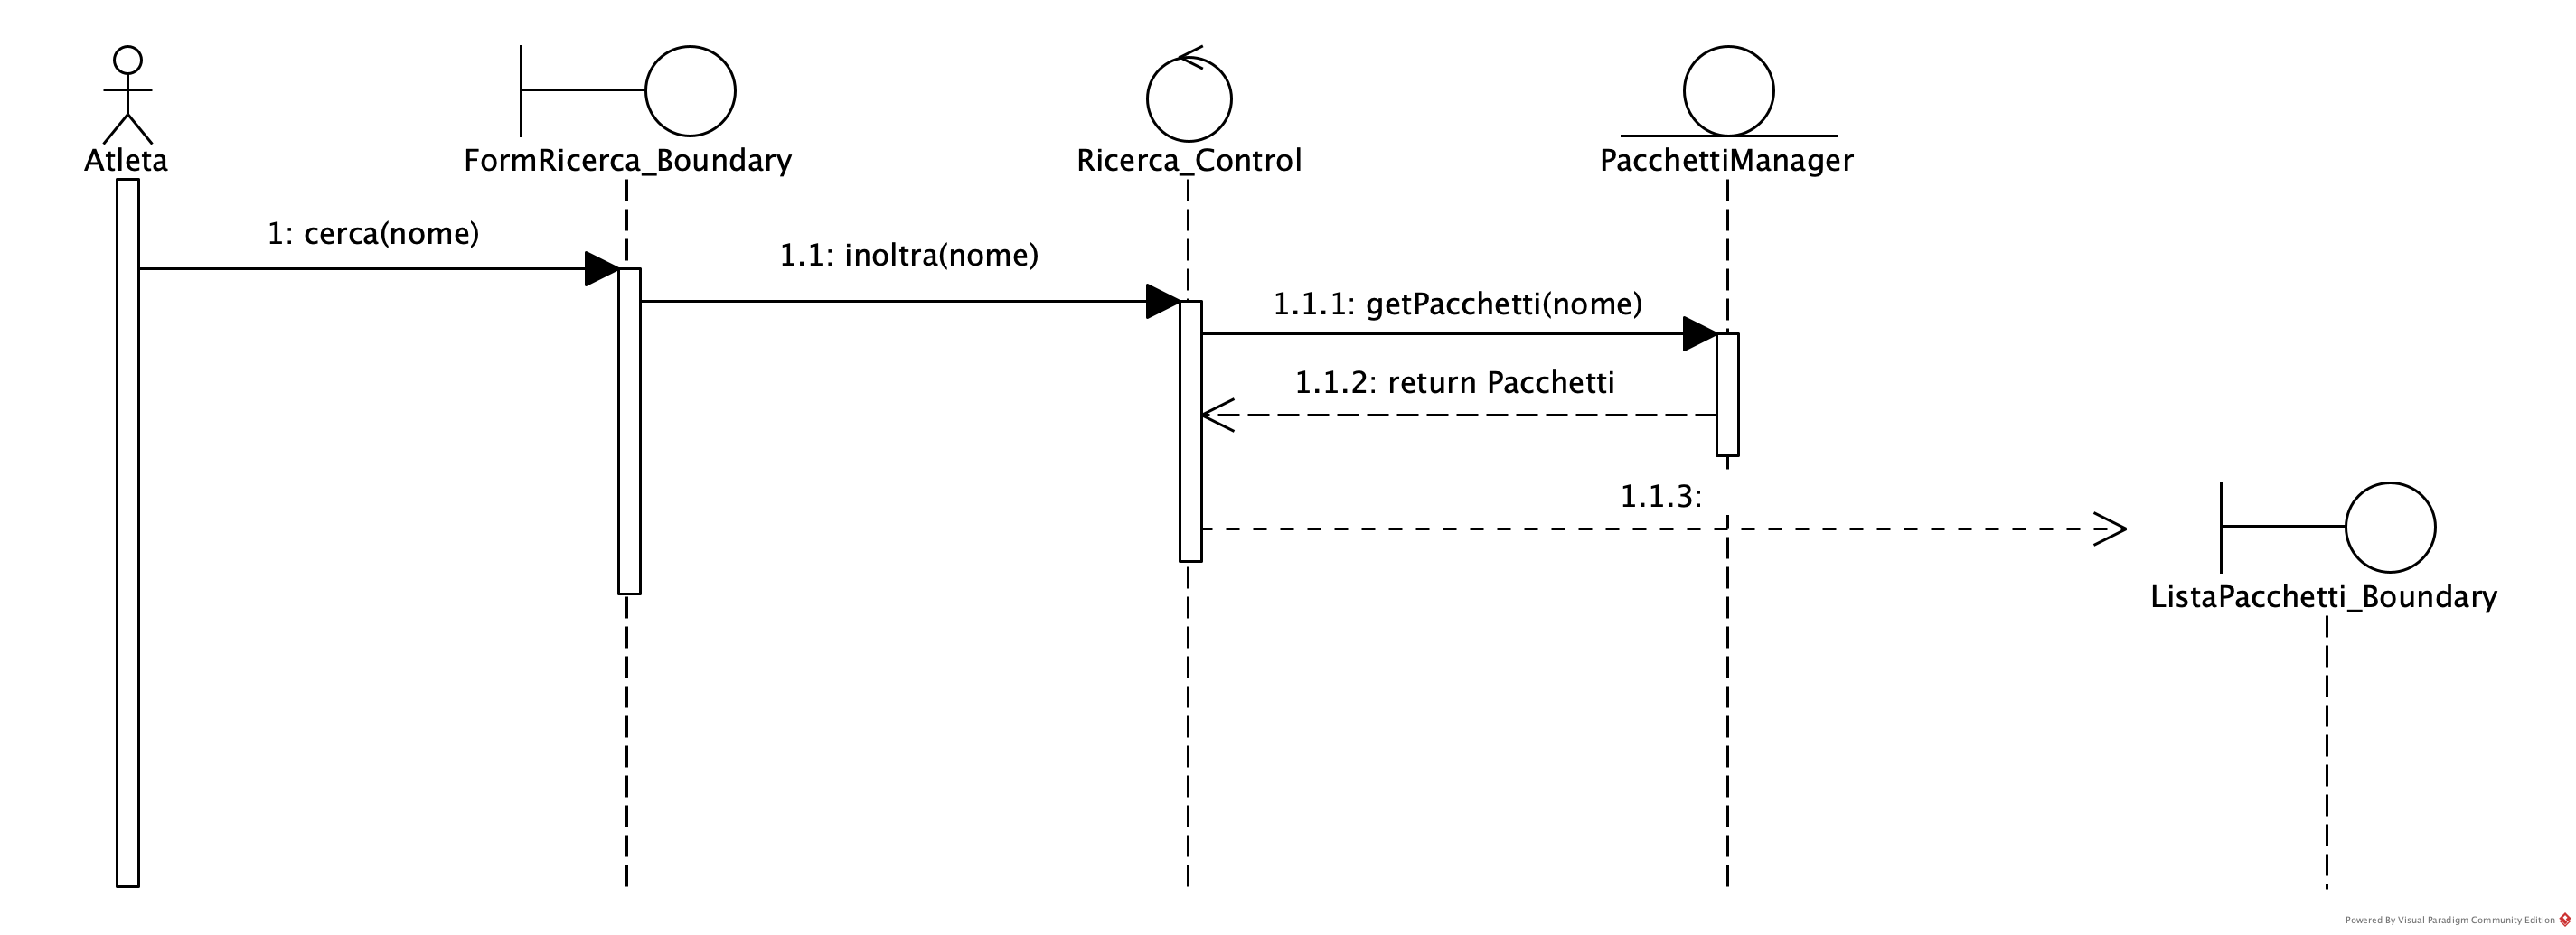 Atleta
FormRicerca_Boundary
Ricerca_Control
PacchettiManager
1: cerca(nome)
1.1: inoltra(nome)
1.1.1: getPacchetti(nome)
1.1.2: return Pacchetti
1.1.3:
ListaPacchetti_Boundary
Powered By Visual Paradigm Community Edition